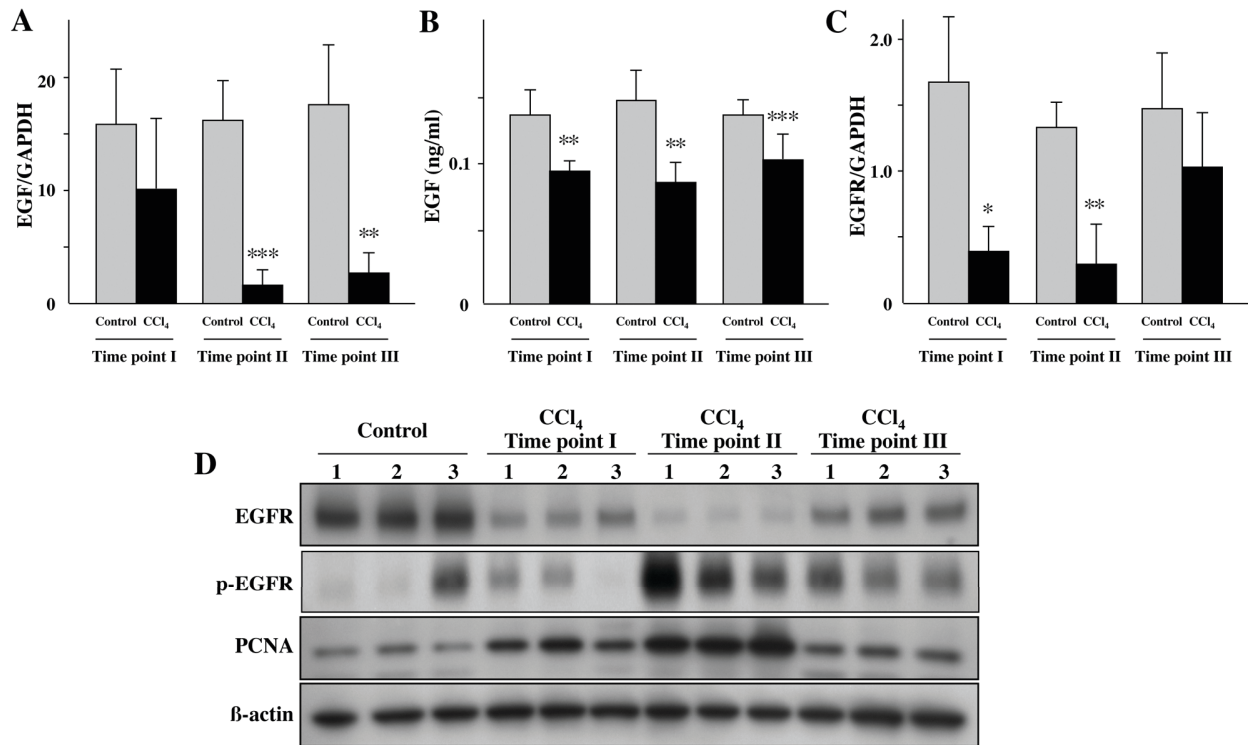 A
EGF/GAPDH
20
10
0
***
**
Control CCl₄ Control CCl₄ Control CCl₄
Time point I Time point II Time point III
B
EGF (ng/ml)
0.1
0
** ** ***
Control CCl₄ Control CCl₄ Control CCl₄
Time point I Time point II Time point III
C
EGFR/GAPDH
2.0
1.0
0
* **
Control CCl₄ Control CCl₄ Control CCl₄
Time point I Time point II Time point III
D
Control
CCl₄
Time point I
CCl₄
Time point II
CCl₄
Time point III
1 2 3 1 2 3 1 2 3 1 2 3
EGFR
p-EGFR
PCNA
ß-actin